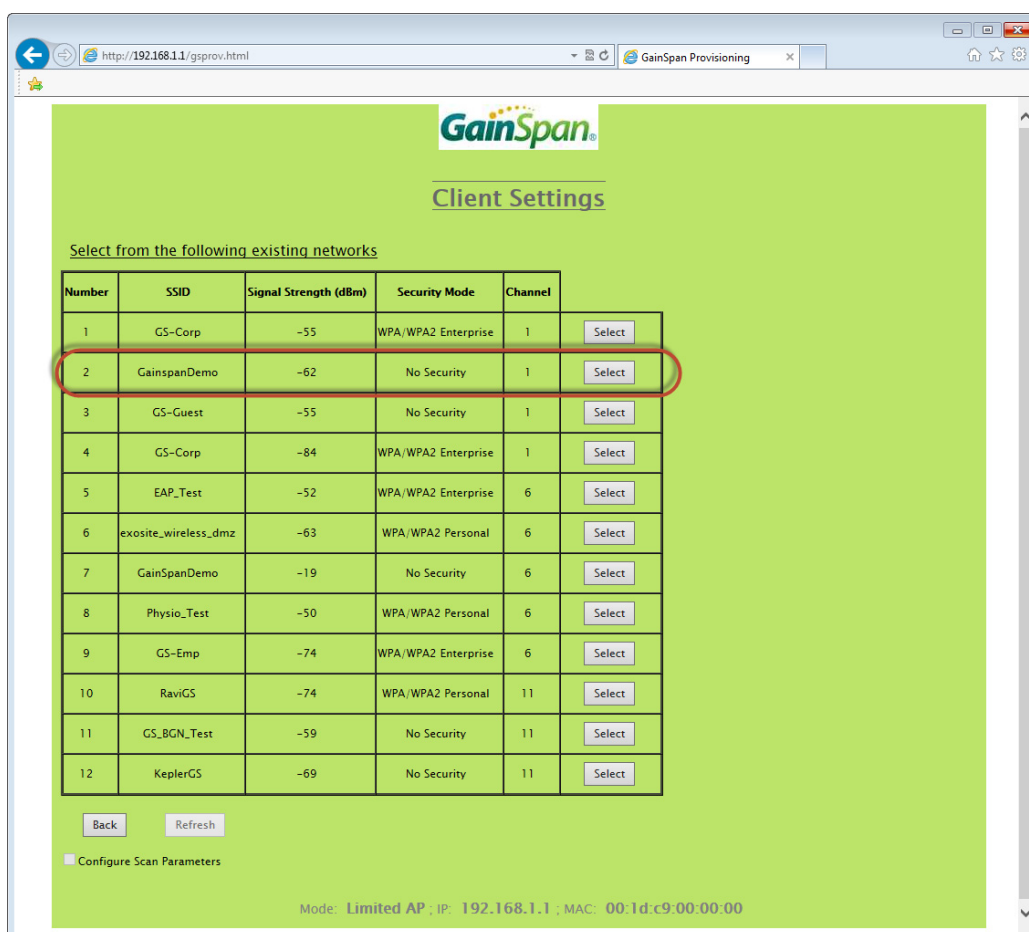 http://192.168.1.1/gsprov.html
GainSpan Provisioning
GainSpan®
Client Settings
Select from the following existing networks
Number SSID Signal Strength (dBm) Security Mode Channel
1 GS-Corp -55 WPA/WPA2 Enterprise 1 Select
2 GainspanDemo -62 No Security 1 Select
3 GS-Guest -55 No Security 1 Select
4 GS-Corp -84 WPA/WPA2 Enterprise 1 Select
5 EAP_Test -52 WPA/WPA2 Enterprise 6 Select
6 exosite_wireless_dmz -63 WPA/WPA2 Personal 6 Select
7 GainSpanDemo -19 No Security 6 Select
8 Physio_Test -50 WPA/WPA2 Personal 6 Select
9 GS-Emp -74 WPA/WPA2 Enterprise 6 Select
10 RaviGS -74 WPA/WPA2 Personal 11 Select
11 GS_BGN_Test -59 No Security 11 Select
12 KeplerGS -69 No Security 11 Select
Back Refresh
Configure Scan Parameters
Mode: Limited AP ; IP: 192.168.1.1 ; MAC: 00:1d:c9:00:00:00